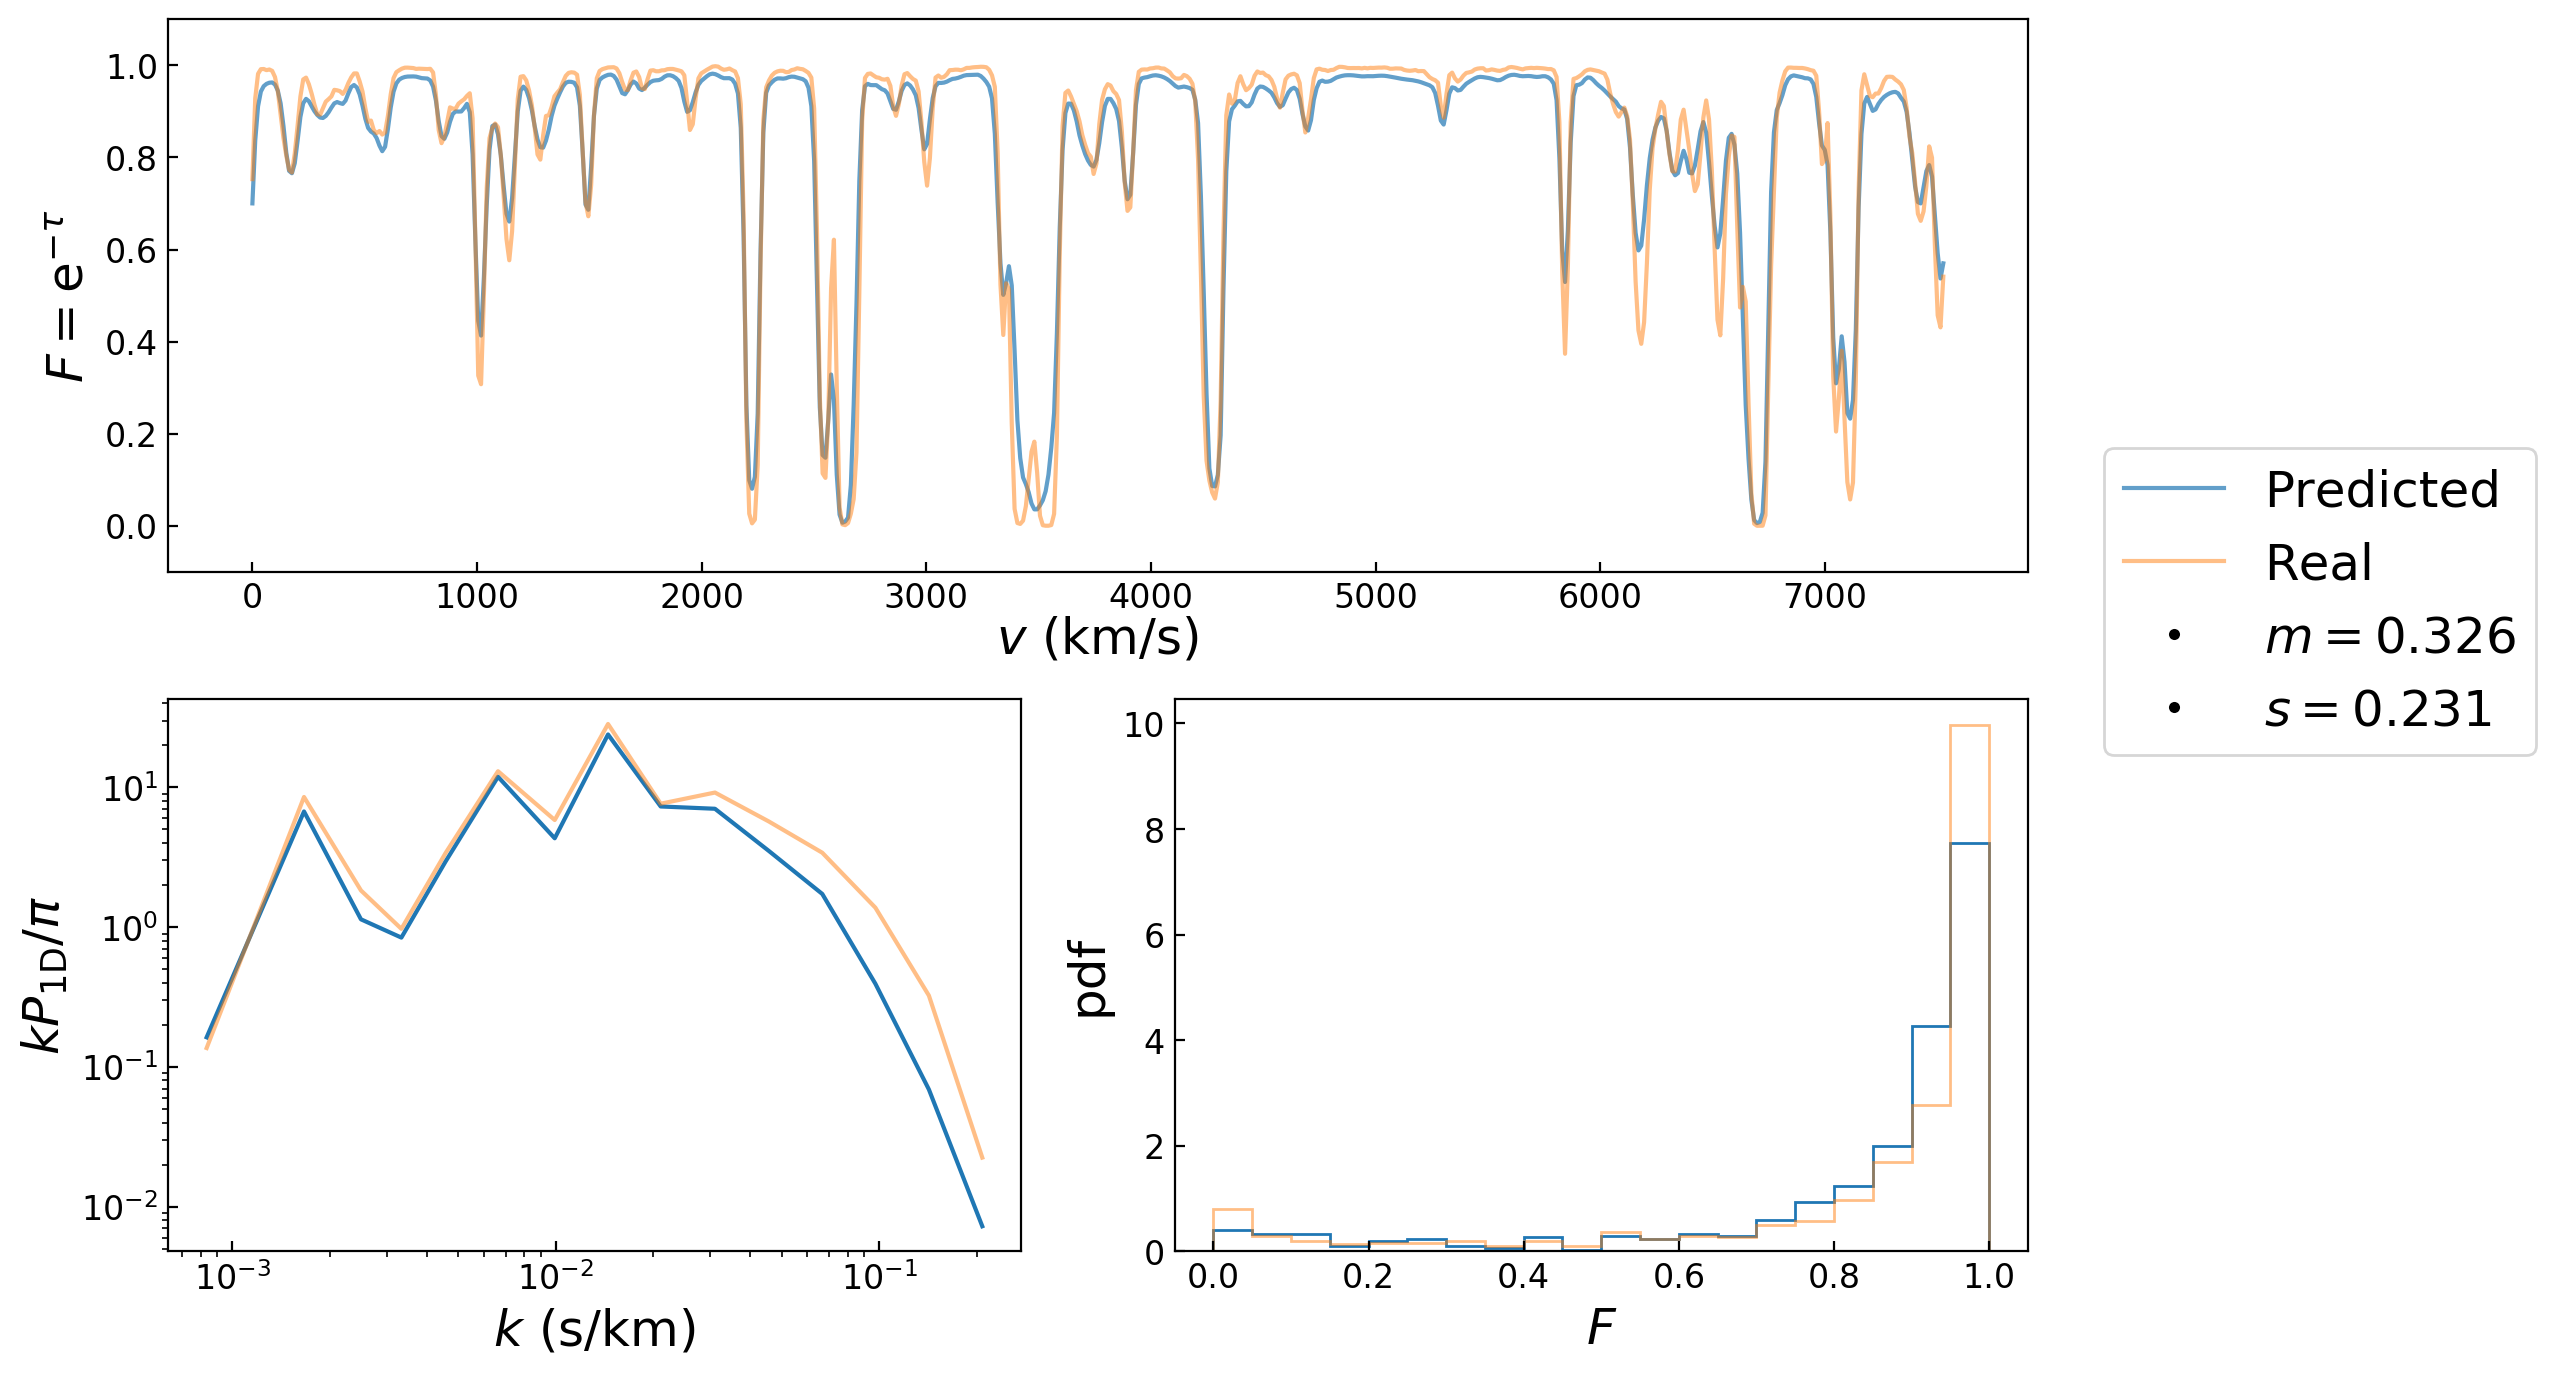 F = e^{−τ}
1.0
0.8
0.6
0.4
0.2
0.0
0 1000 2000 3000 4000 5000 6000 7000
v (km/s)
Predicted
Real
m = 0.326
s = 0.231
kP_{1D}/π
10^1
10^0
10^{−1}
10^{−2}
10^{−3} 10^{−2} 10^{−1}
k (s/km)
pdf
10
8
6
4
2
0
0.0 0.2 0.4 0.6 0.8 1.0
F